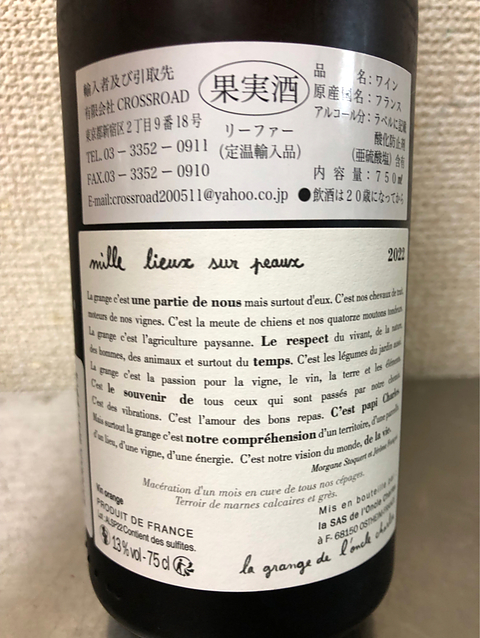 輸入者及び引取先
有限会社 CROSSROAD
東京都新宿区2丁目9番18号
TEL.03－3352－0911
FAX.03－3352－0910
E-mail:crossroad200511@yahoo.co.jp
果実酒
リーファー
(定温輸入品)
品 名：ワイン
原産国名：フランス
アルコール分：ラベルに記載
酸化防止剤
(亜硫酸塩) 含有
内 容 量：750㎖
●飲酒は20歳になってから
mille lieux sur peaux
2022
La grange c'est une partie de nous mais surtout d'eux. C'est nos chevaux de trait,
moteurs de nos vignes. C'est la meute de chiens et nos quatorze moutons tondeurs.
La grange c'est l'agriculture paysanne. Le respect du vivant, de la nature,
des hommes, des animaux et surtout du temps. C'est les légumes du jardin aussi.
La grange c'est la passion pour la vigne, le vin, la terre et les éléments.
C'est le souvenir de tous ceux qui sont passés par notre chemin.
C'est des vibrations. C'est l'amour des bons repas. C'est papi Charles.
Mais surtout la grange c'est notre compréhension d'un territoire, d'une parcelle,
d'un lieu, d'une vigne, d'une énergie. C'est notre vision du monde, de la vie.
Morgane Stoquert et Jérôme
Macération d'un mois en cuve de tous nos cépages.
Terroir de marnes calcaires et grès.
Vin orange
PRODUIT DE FRANCE
Lot : ALSP22 Contient des sulfites.
13% vol - 75 cl
Mis en bouteille par
la SAS de l'Oncle Charles
à F- 68150 OSTHEIM
la grange de l'oncle charles